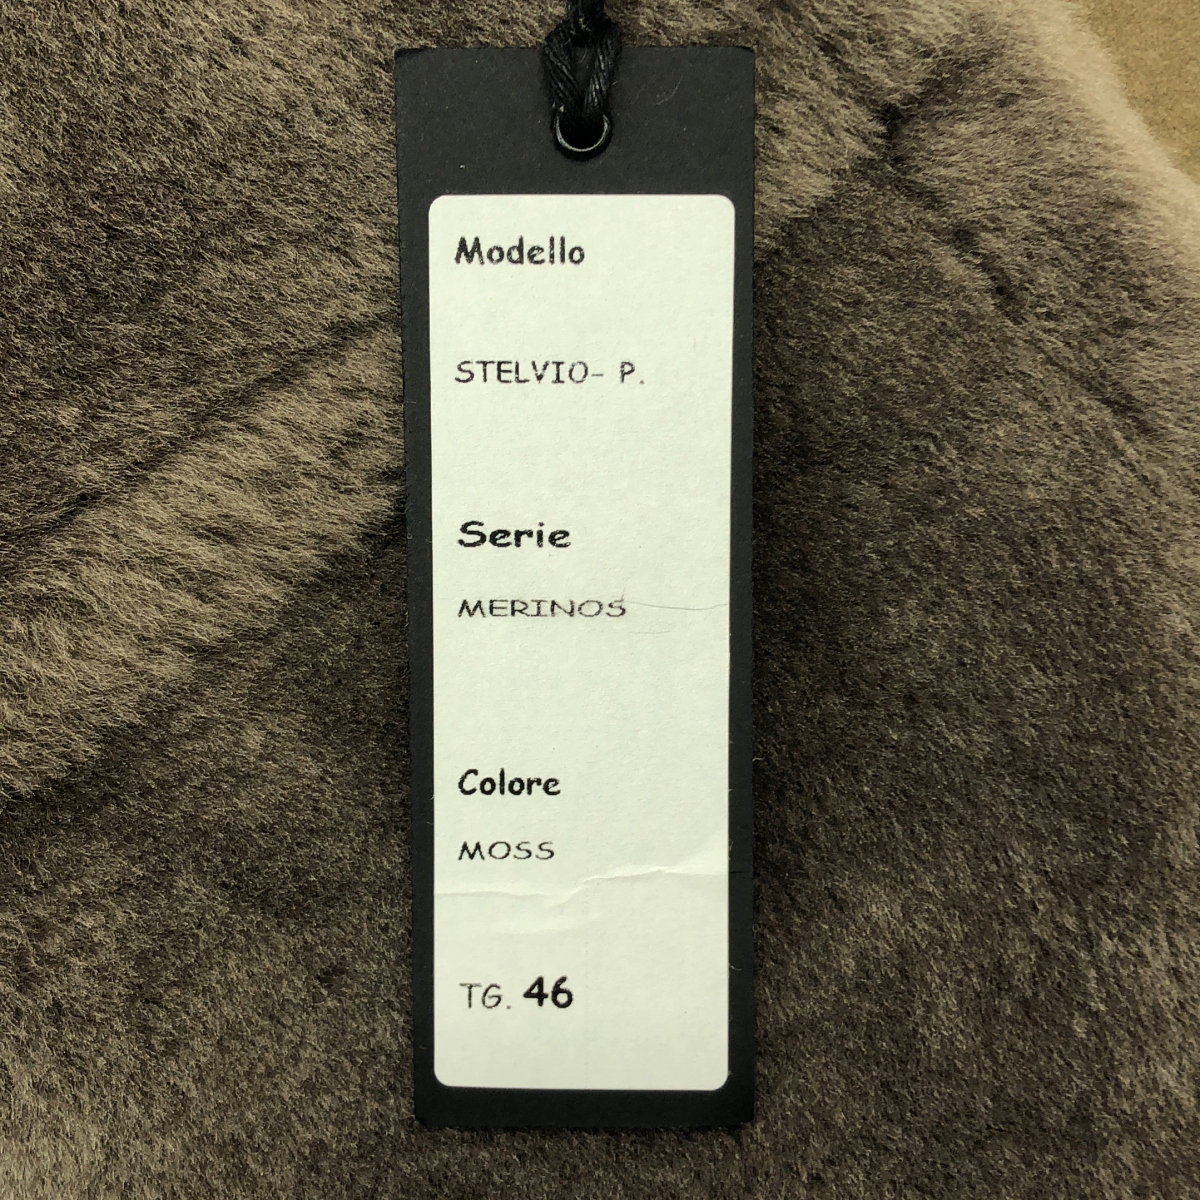 Modello
STELVIO- P.
Serie
MERINOS
Colore
MOSS
TG. 46